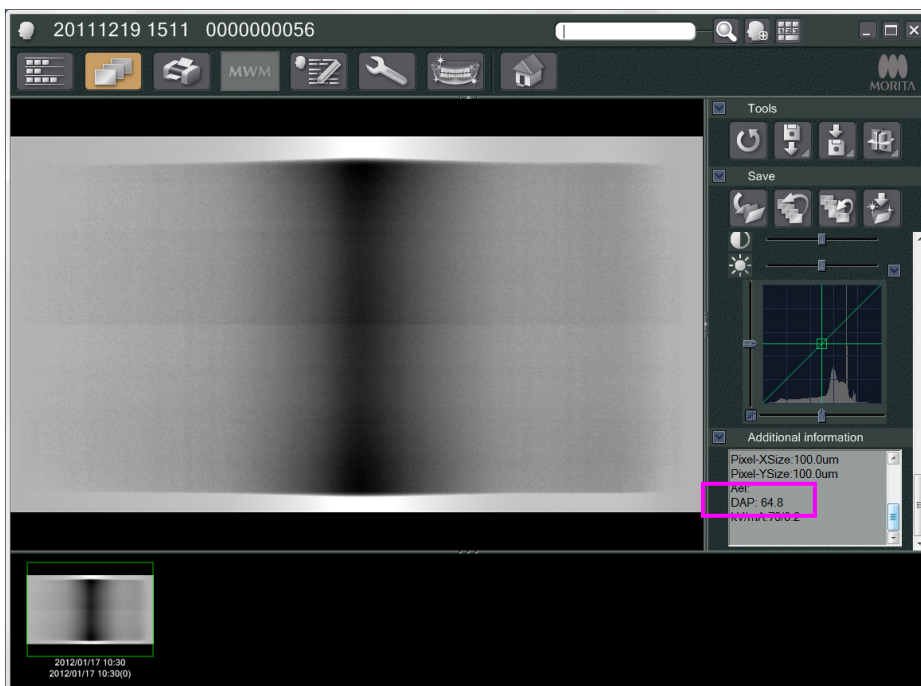 20111219 1511 0000000056
MWM
MORITA
Tools
Save
Additional information
Pixel-XSize:100.0um
Pixel-YSize:100.0um
DAP: 64.8
2012/01/17 10:30
2012/01/17 10:30(0)